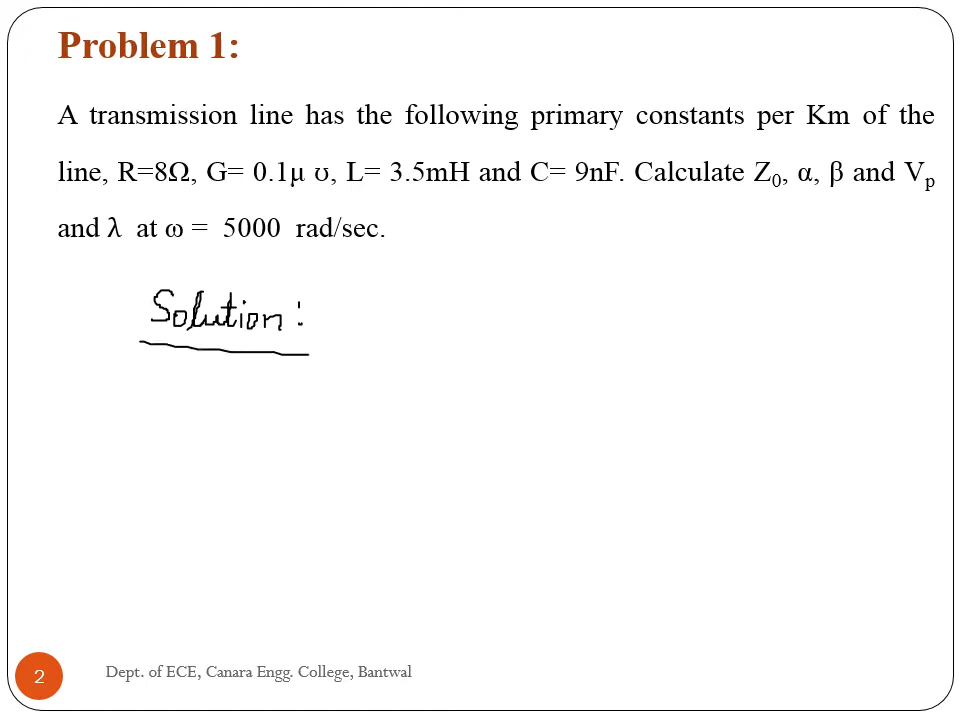 Problem 1:
A transmission line has the following primary constants per Km of the
line, R=8Ω, G= 0.1μ ʊ, L= 3.5mH and C= 9nF. Calculate Z₀, α, β and Vₚ
and λ at ω = 5000 rad/sec.
Solution:
2
Dept. of ECE, Canara Engg. College, Bantwal